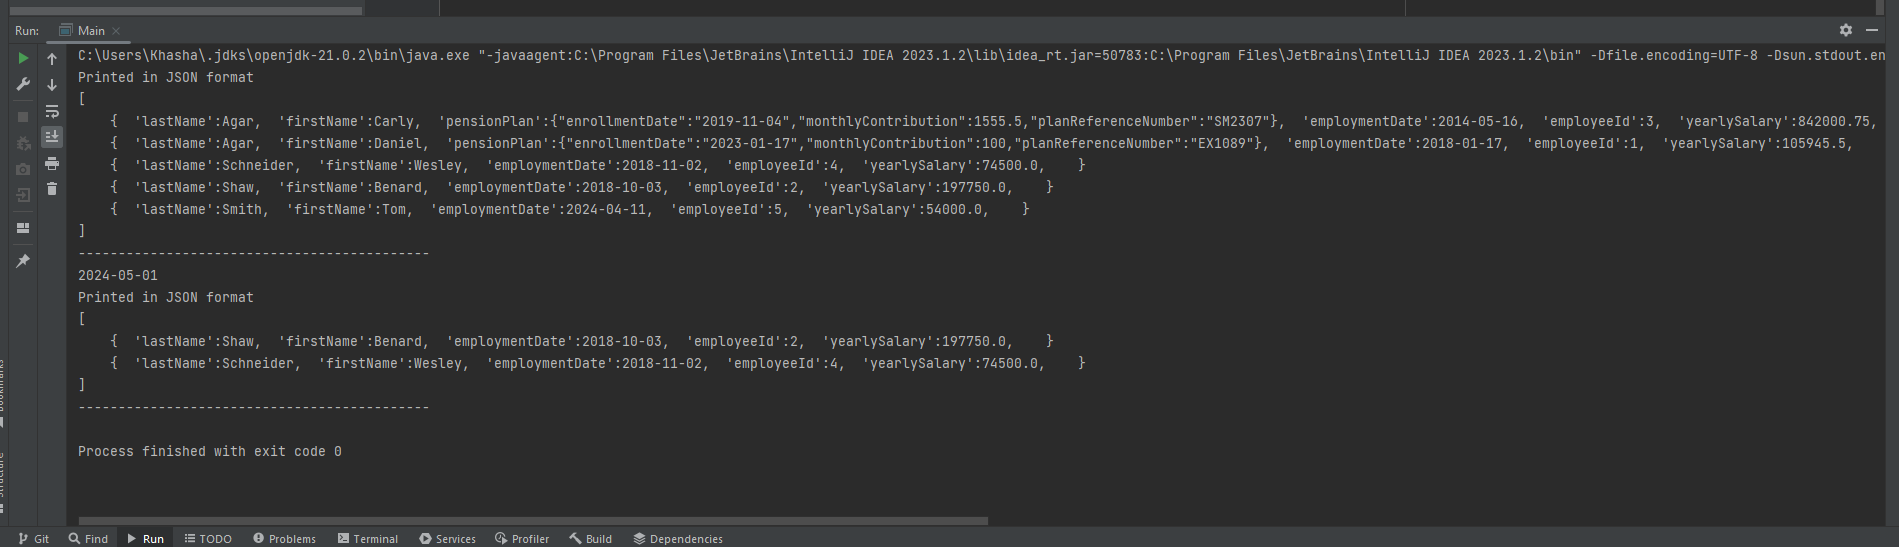 Run: Main
C:\Users\Khasha\.jdks\openjdk-21.0.2\bin\java.exe "-javaagent:C:\Program Files\JetBrains\IntelliJ IDEA 2023.1.2\lib\idea_rt.jar=50783:C:\Program Files\JetBrains\IntelliJ IDEA 2023.1.2\bin" -Dfile.encoding=UTF-8 -Dsun.stdout.en
Printed in JSON format
[
{ 'lastName':Agar, 'firstName':Carly, 'pensionPlan':{"enrollmentDate":"2019-11-04","monthlyContribution":1555.5,"planReferenceNumber":"SM2307"}, 'employmentDate':2014-05-16, 'employeeId':3, 'yearlySalary':842000.75,
{ 'lastName':Agar, 'firstName':Daniel, 'pensionPlan':{"enrollmentDate":"2023-01-17","monthlyContribution":100,"planReferenceNumber":"EX1089"}, 'employmentDate':2018-01-17, 'employeeId':1, 'yearlySalary':105945.5,
{ 'lastName':Schneider, 'firstName':Wesley, 'employmentDate':2018-11-02, 'employeeId':4, 'yearlySalary':74500.0, }
{ 'lastName':Shaw, 'firstName':Benard, 'employmentDate':2018-10-03, 'employeeId':2, 'yearlySalary':197750.0, }
{ 'lastName':Smith, 'firstName':Tom, 'employmentDate':2024-04-11, 'employeeId':5, 'yearlySalary':54000.0, }
]
--------------------------------------------
2024-05-01
Printed in JSON format
[
{ 'lastName':Shaw, 'firstName':Benard, 'employmentDate':2018-10-03, 'employeeId':2, 'yearlySalary':197750.0, }
{ 'lastName':Schneider, 'firstName':Wesley, 'employmentDate':2018-11-02, 'employeeId':4, 'yearlySalary':74500.0, }
]
--------------------------------------------
Process finished with exit code 0
Git Find Run TODO Problems Terminal Services Profiler Build Dependencies